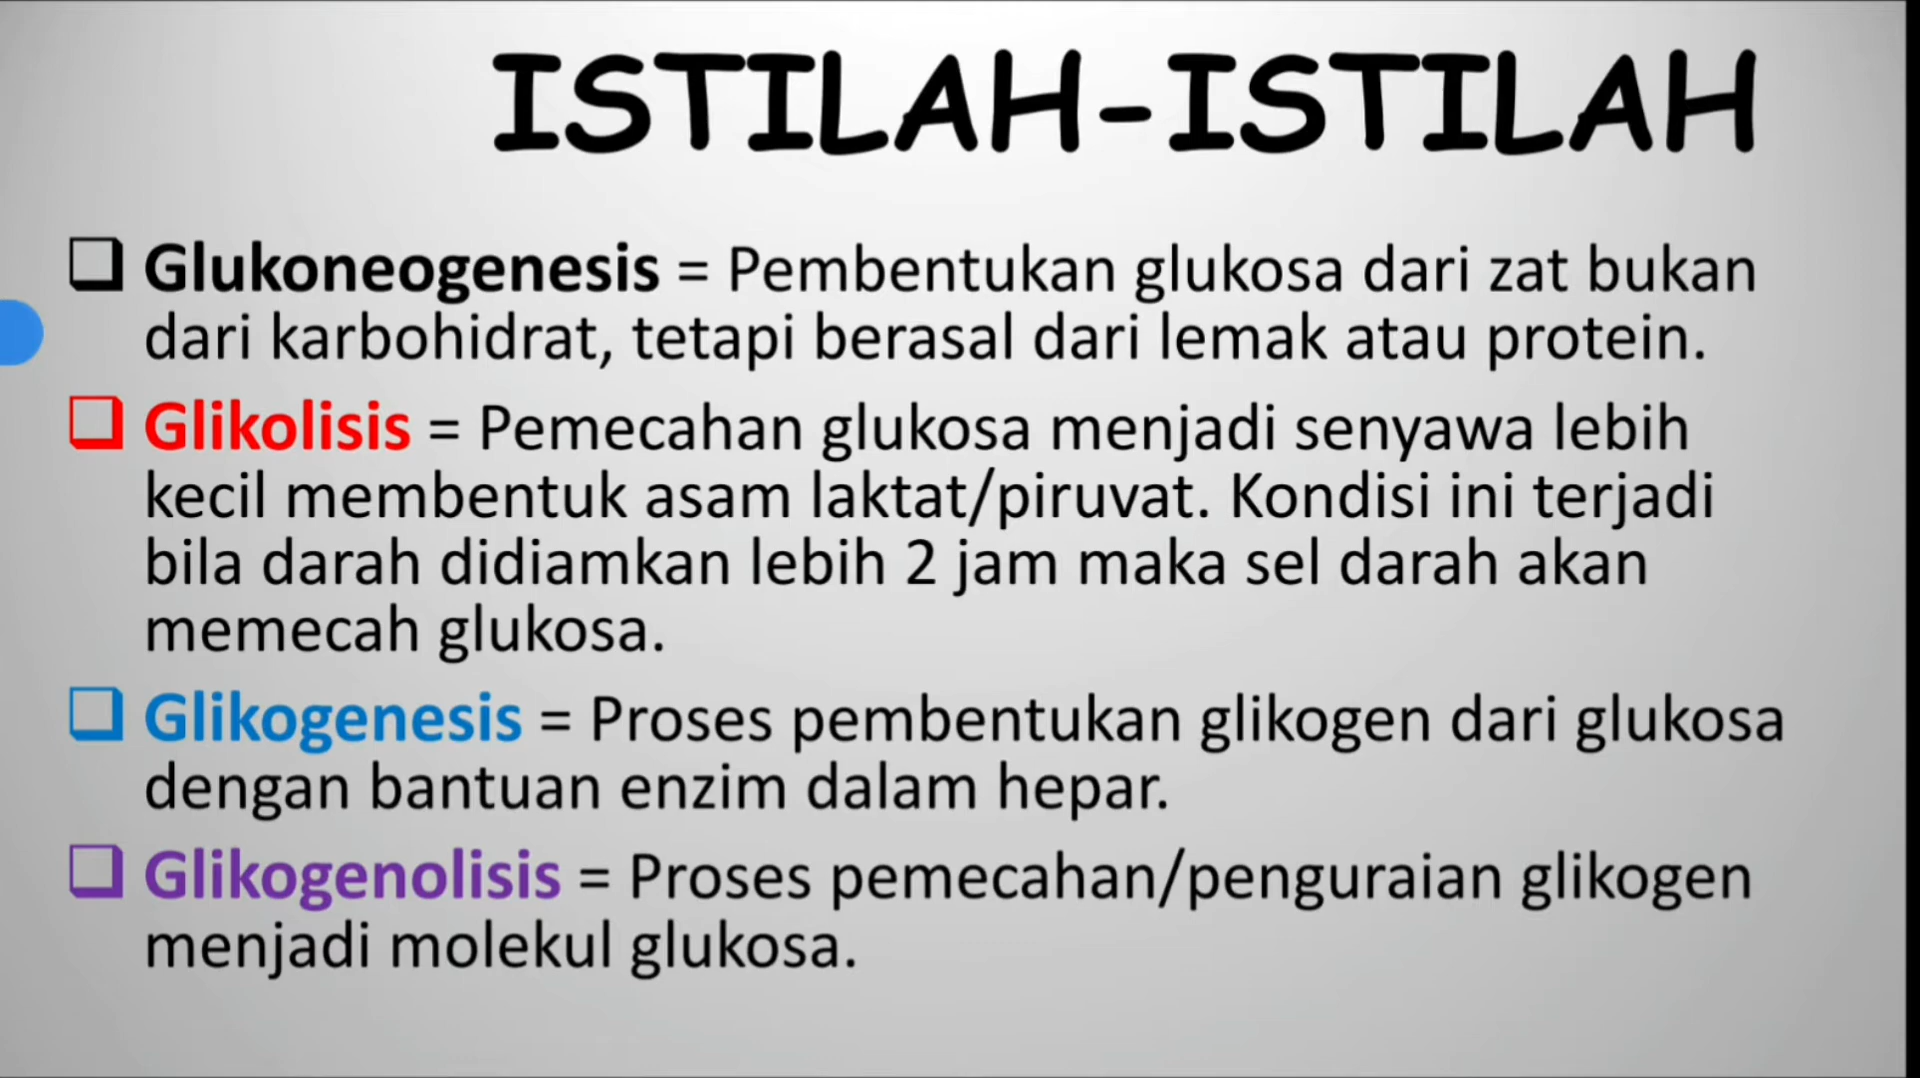 ISTILAH-ISTILAH
Glukoneogenesis = Pembentukan glukosa dari zat bukan
dari karbohidrat, tetapi berasal dari lemak atau protein.
Glikolisis = Pemecahan glukosa menjadi senyawa lebih
kecil membentuk asam laktat/piruvat. Kondisi ini terjadi
bila darah didiamkan lebih 2 jam maka sel darah akan
memecah glukosa.
Glikogenesis = Proses pembentukan glikogen dari glukosa
dengan bantuan enzim dalam hepar.
Glikogenolisis = Proses pemecahan/penguraian glikogen
menjadi molekul glukosa.